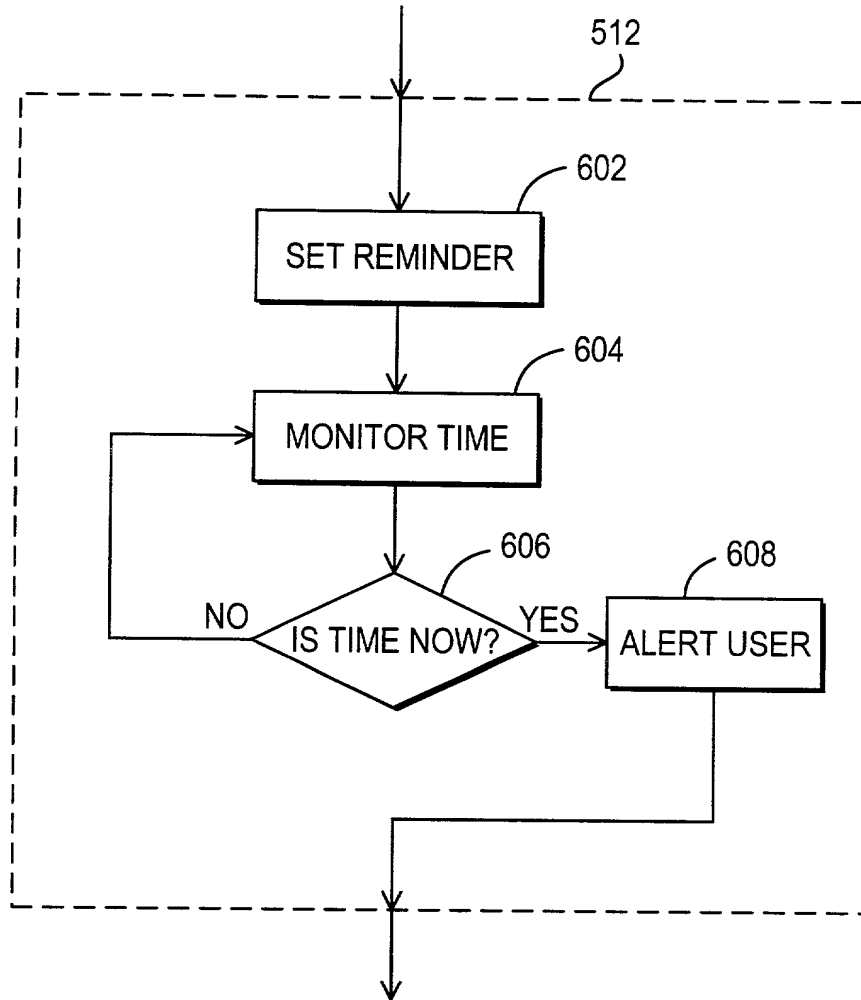 512
602
SET REMINDER
604
MONITOR TIME
606
608
NO
IS TIME NOW?
YES
ALERT USER